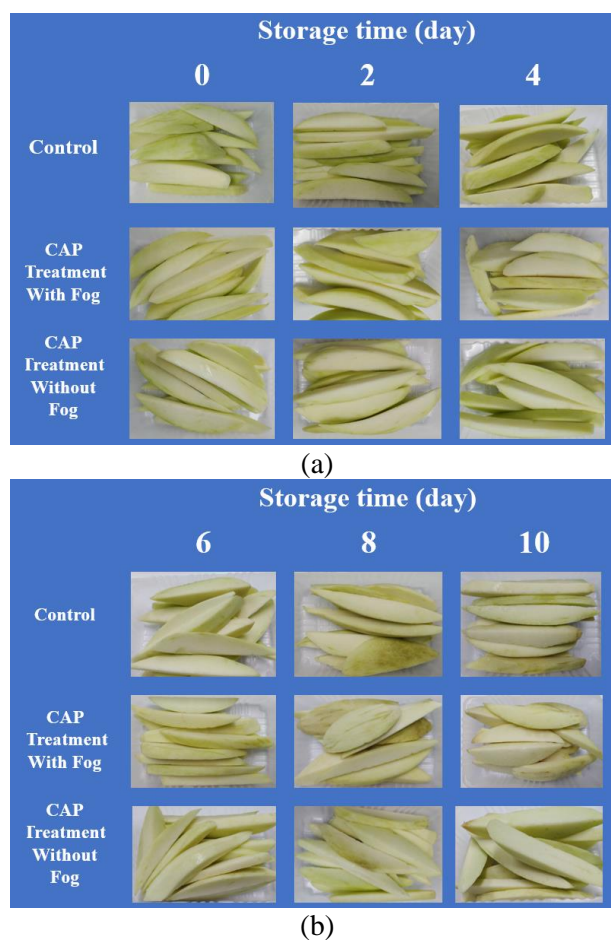 Storage time (day)
0 2 4
Control
CAP
Treatment
With Fog
CAP
Treatment
Without
Fog
(a)
Storage time (day)
6 8 10
Control
CAP
Treatment
With Fog
CAP
Treatment
Without
Fog
(b)